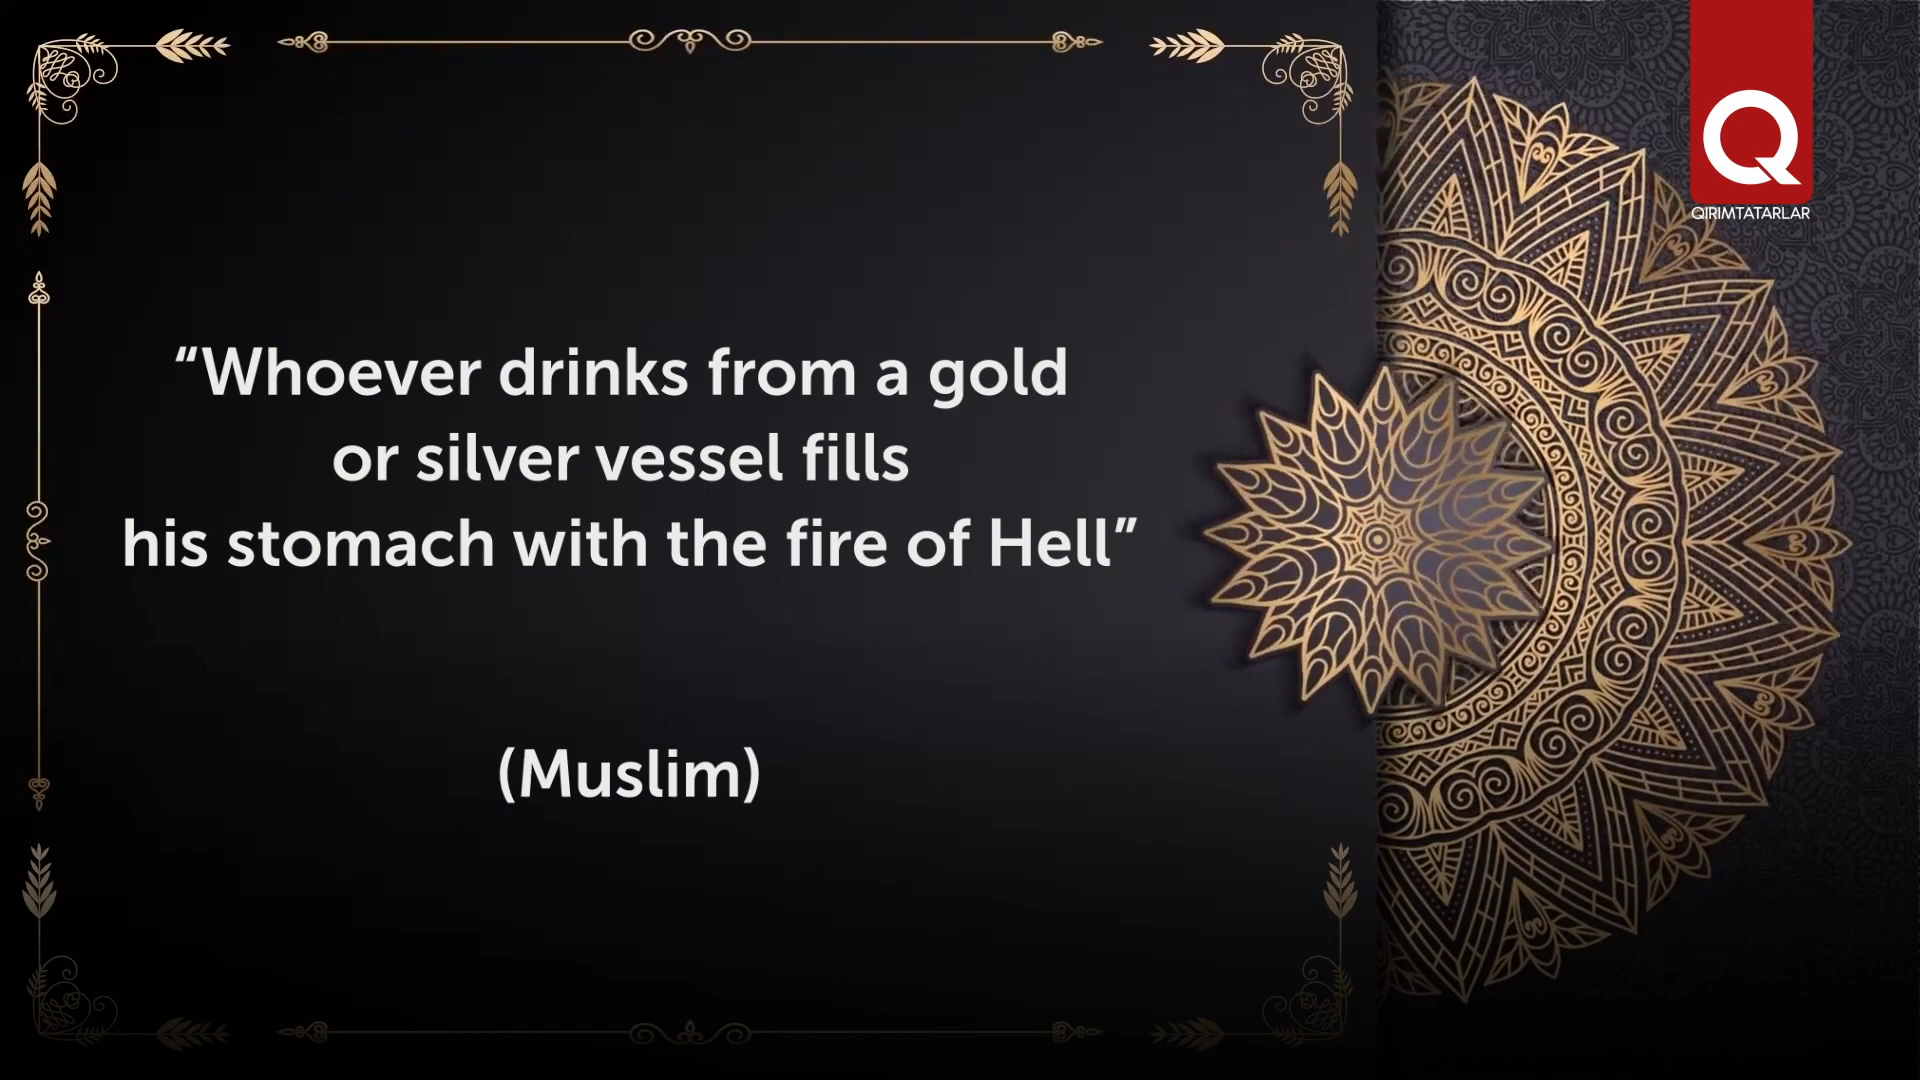 QIRIMTATARLAR
“Whoever drinks from a gold
or silver vessel fills
his stomach with the fire of Hell”
(Muslim)